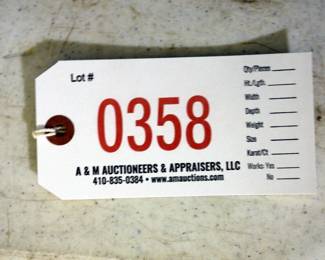 Lot #
0358
A & M AUCTIONEERS & APPRAISERS, LLC
410-835-0384 • www.amauctions.com
Qty/Pieces
Ht./Lgth.
Width
Depth
Weight
Size
Karat/Ct
Works: Yes
No